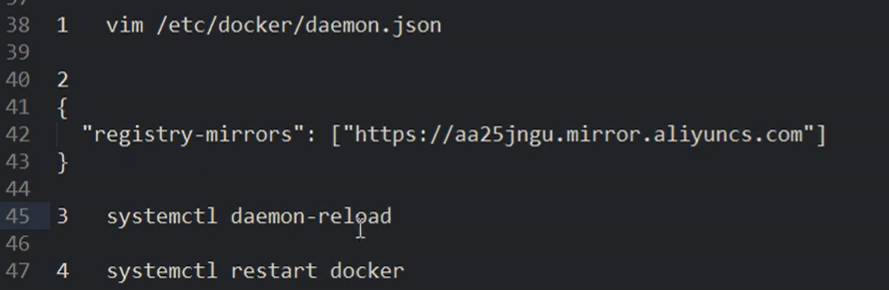 38 1 vim /etc/docker/daemon.json
39
40 2
41 {
42 "registry-mirrors": ["https://aa25jngu.mirror.aliyuncs.com"]
43 }
44
45 3 systemctl daemon-reload
46
47 4 systemctl restart docker